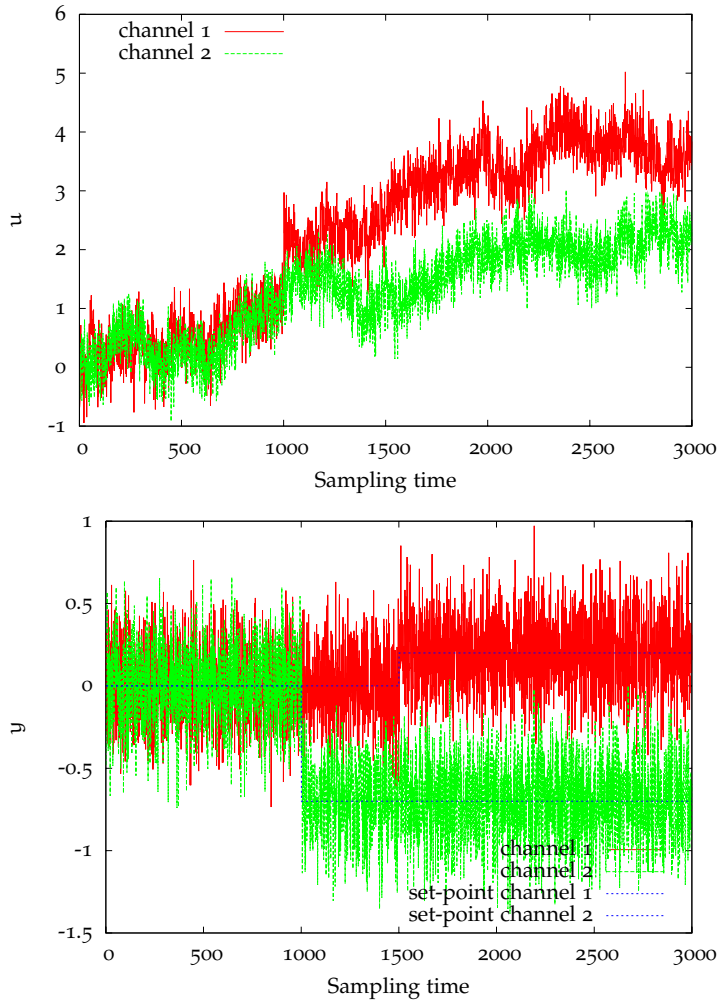 6
channel 1
channel 2
5
4
3
2
1
0
-1
u
0 500 1000 1500 2000 2500 3000
Sampling time
1
0.5
0
-0.5
-1
-1.5
y
channel 1
channel 2
set-point channel 1
set-point channel 2
0 500 1000 1500 2000 2500 3000
Sampling time